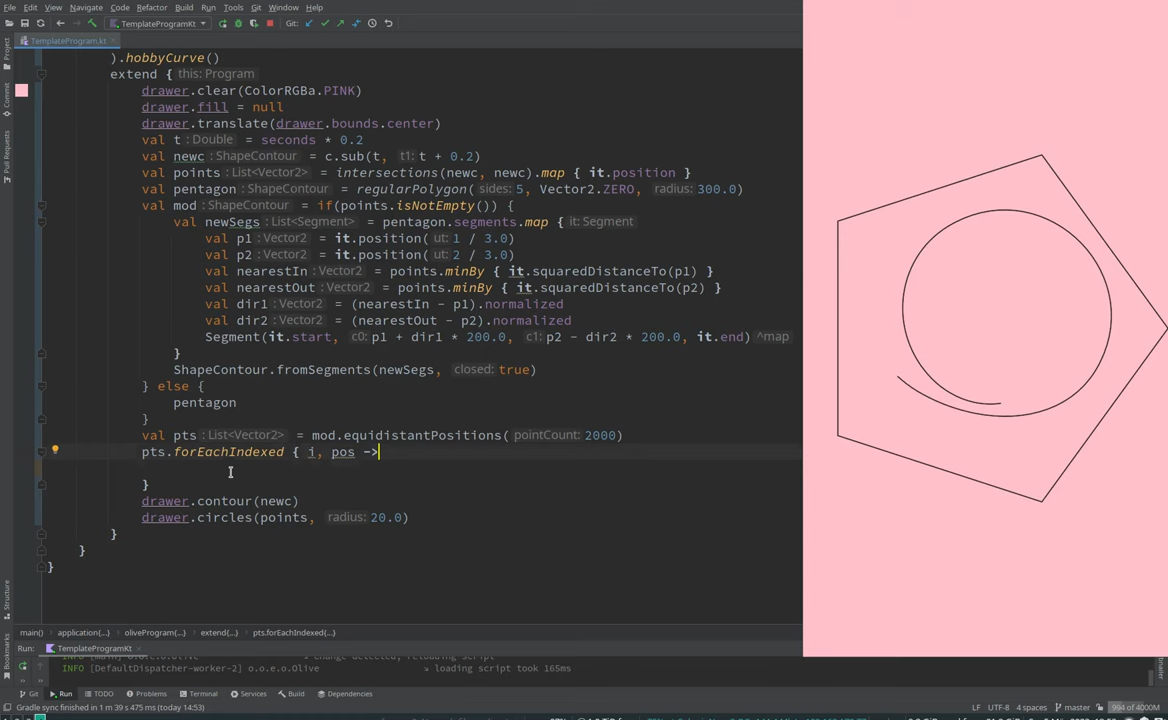 File Edit View Navigate Code Refactor Build Run Tools Git Window Help
TemplateProgramKt Git:
TemplateProgram.kt
Project
Commit
Pull Requests
).hobbyCurve()
extend { this: Program
drawer.clear(ColorRGBa.PINK)
drawer.fill = null
drawer.translate(drawer.bounds.center)
val t : Double = seconds * 0.2
val newc : ShapeContour = c.sub(t, t1: t + 0.2)
val points : List<Vector2> = intersections(newc, newc).map { it.position }
val pentagon : ShapeContour = regularPolygon( sides: 5, Vector2.ZERO, radius: 300.0)
val mod : ShapeContour = if(points.isNotEmpty()) {
val newSegs : List<Segment> = pentagon.segments.map { it: Segment
val p1 : Vector2 = it.position( ut: 1 / 3.0)
val p2 : Vector2 = it.position( ut: 2 / 3.0)
val nearestIn : Vector2 = points.minBy { it.squaredDistanceTo(p1) }
val nearestOut : Vector2 = points.minBy { it.squaredDistanceTo(p2) }
val dir1 : Vector2 = (nearestIn - p1).normalized
val dir2 : Vector2 = (nearestOut - p2).normalized
Segment(it.start, c0: p1 + dir1 * 200.0, c1: p2 - dir2 * 200.0, it.end) ^map
}
ShapeContour.fromSegments(newSegs, closed: true)
} else {
pentagon
}
val pts : List<Vector2> = mod.equidistantPositions( pointCount: 2000)
pts.forEachIndexed { i, pos ->
}
drawer.contour(newc)
drawer.circles(points, radius: 20.0)
}
}
}
Structure
Bookmarks
main() application{...} oliveProgram{...} extend{...} pts.forEachIndexed{...}
Run: TemplateProgramKt
INFO [DefaultDispatcher-worker-2] o.o.e.o.Olive ↘ loading script took 165ms
Git Run TODO Problems Terminal Services Build Dependencies
Gradle sync finished in 1 m 39 s 475 ms (today 14:53) LF UTF-8 4 spaces master 994 of 4000M